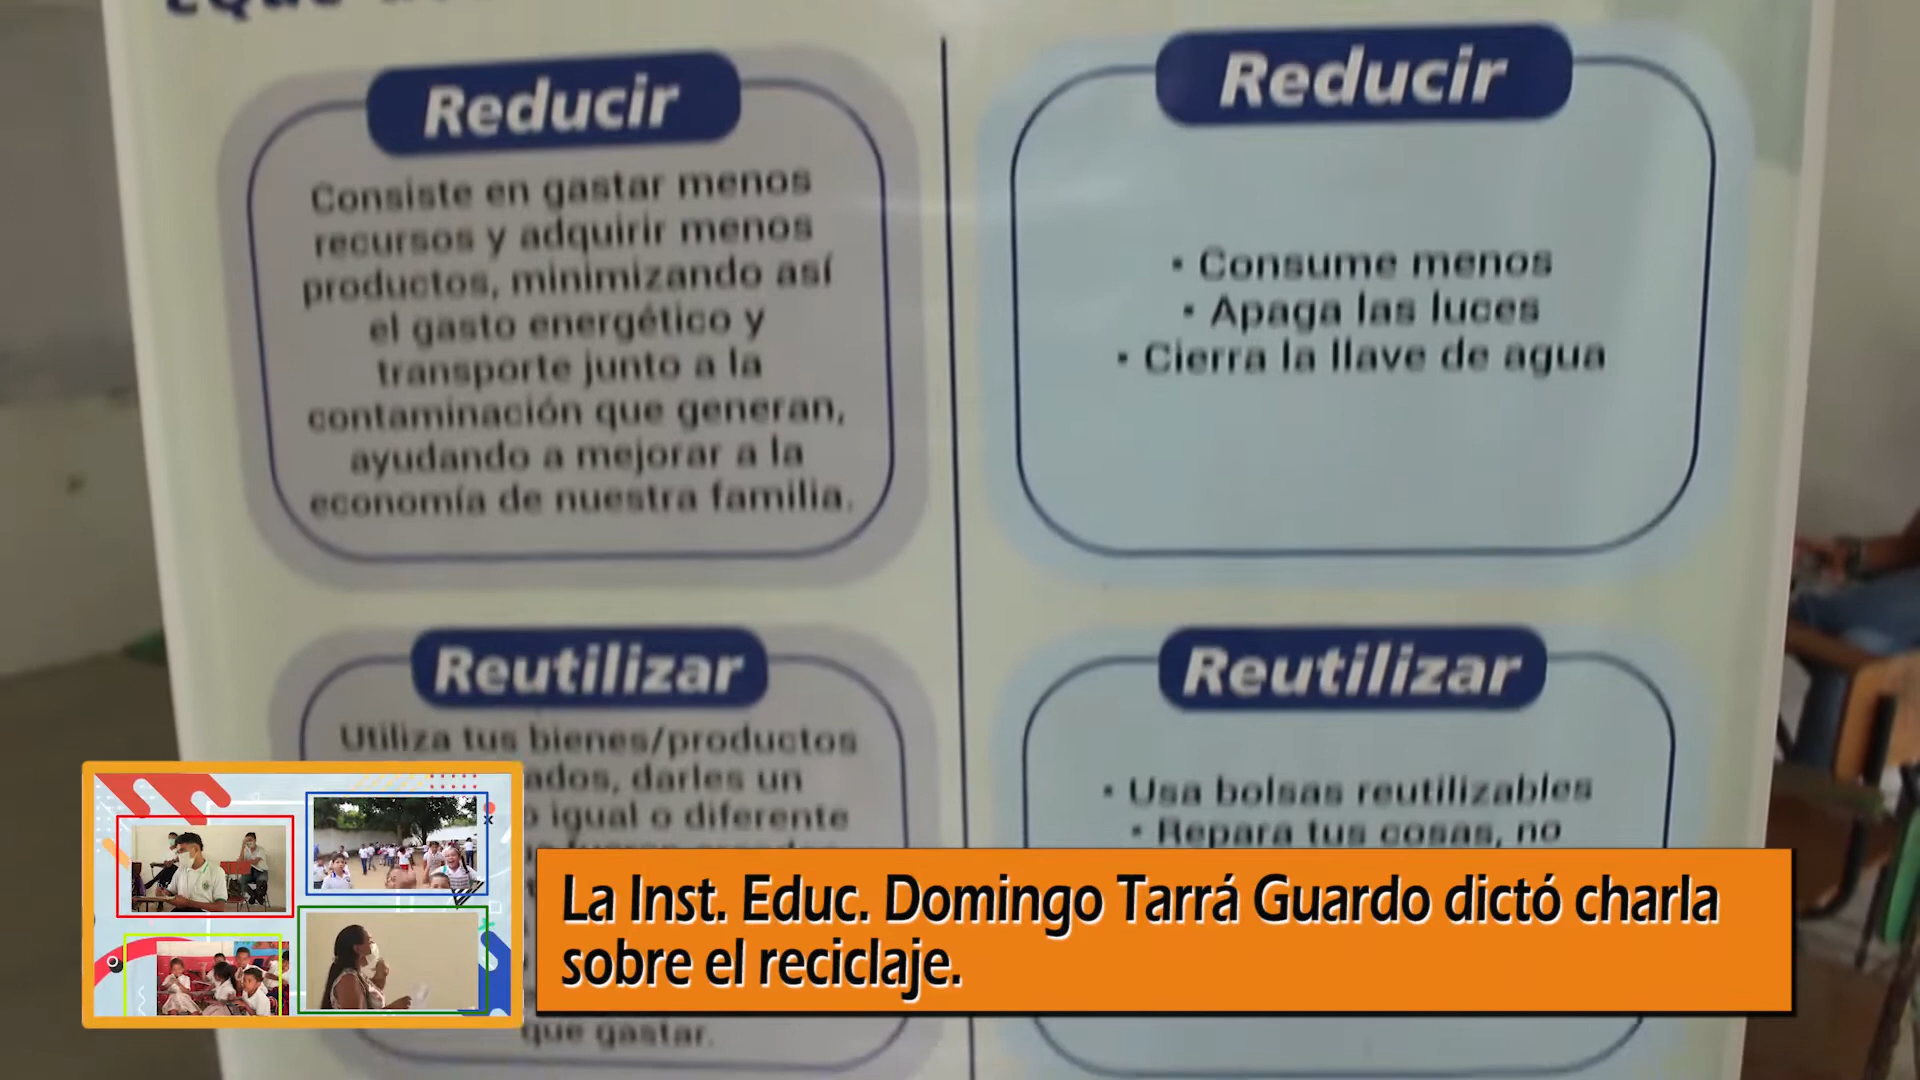 Reducir
Consiste en gastar menos
recursos y adquirir menos
productos, minimizando así
el gasto energético y
transporte junto a la
contaminación que generan,
ayudando a mejorar a la
economía de nuestra familia.
Reducir
• Consume menos
• Apaga las luces
• Cierra la llave de agua
Reutilizar
Utiliza tus bienes/productos
darles un
igual o diferente
que gastar.
Reutilizar
• Usa bolsas reutilizables
• Repara tus cosas, no
La Inst. Educ. Domingo Tarrá Guardo dictó charla
sobre el reciclaje.